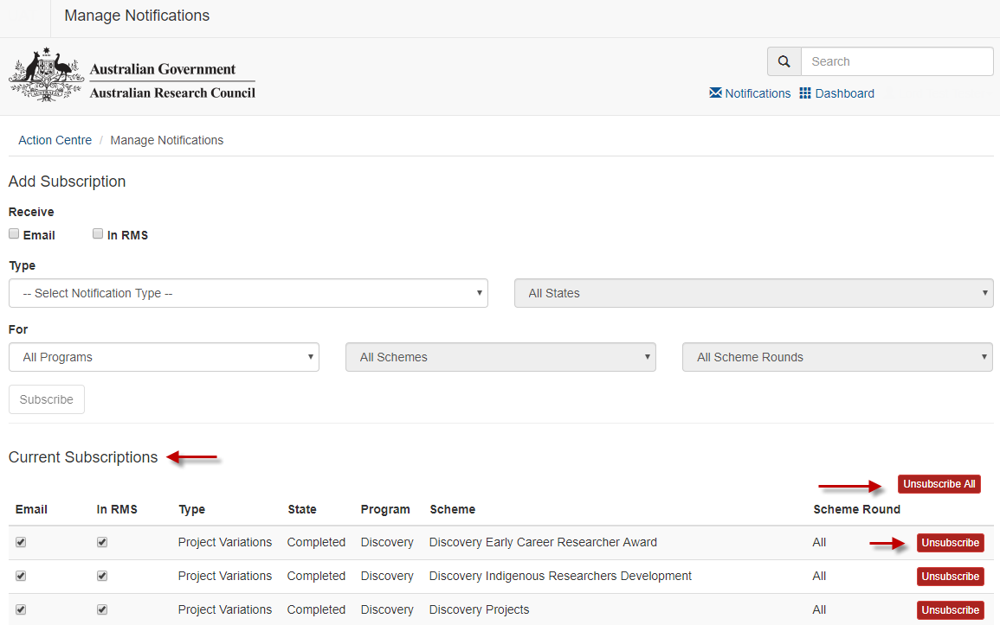 Manage Notifications
Australian Government
Australian Research Council
Search
Notifications Dashboard
Action Centre / Manage Notifications
Add Subscription
Receive
Email In RMS
Type
-- Select Notification Type -- All States
For
All Programs All Schemes All Scheme Rounds
Subscribe
Current Subscriptions
Unsubscribe All
Email In RMS Type State Program Scheme Scheme Round
Project Variations Completed Discovery Discovery Early Career Researcher Award All Unsubscribe
Project Variations Completed Discovery Discovery Indigenous Researchers Development All Unsubscribe
Project Variations Completed Discovery Discovery Projects All Unsubscribe